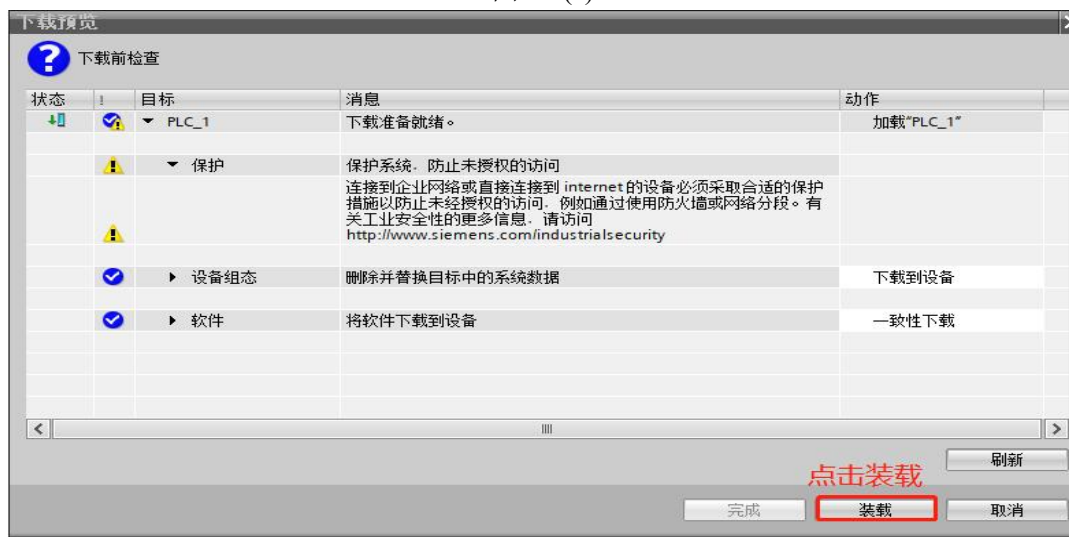 下载预览
下载前检查
状态 ! 目标 消息 动作
PLC_1 下载准备就绪。 加载"PLC_1"
保护 保护系统，防止未授权的访问
连接到企业网络或直接连接到 internet 的设备必须采取合适的保护
措施以防止未经授权的访问，例如通过使用防火墙或网络分段。有
关工业安全性的更多信息，请访问
http://www.siemens.com/industrialsecurity
设备组态 删除并替换目标中的系统数据 下载到设备
软件 将软件下载到设备 一致性下载
刷新
点击装载
完成 装载 取消